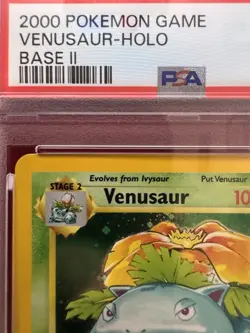 2000 POKEMON GAME
VENUSAUR-HOLO
BASE II
PSA
Evolves from Ivysaur Put Venusaur
STAGE 2
Venusaur 10